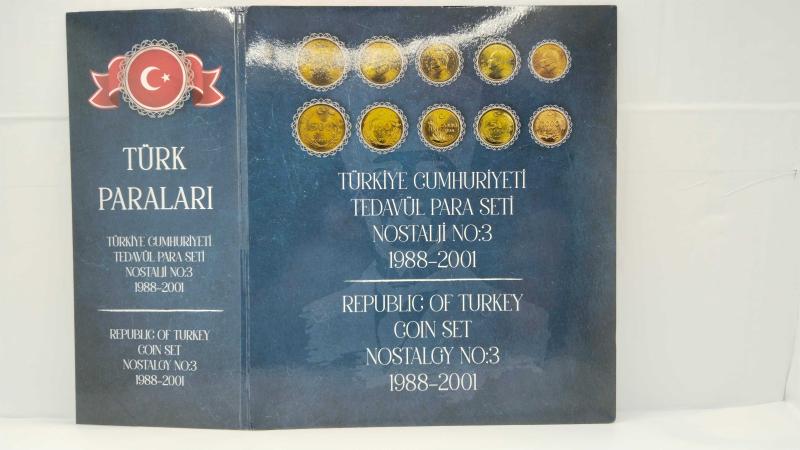 TÜRK
PARALARI
TÜRKİYE CUMHURİYETİ
TEDAVÜL PARA SETİ
NOSTALJİ NO:3
1988-2001
REPUBLIC OF TURKEY
COIN SET
NOSTALGY NO:3
1988-2001
TÜRKİYE CUMHURİYETİ
TEDAVÜL PARA SETİ
NOSTALJİ NO:3
1988-2001
REPUBLIC OF TURKEY
COIN SET
NOSTALGY NO:3
1988-2001